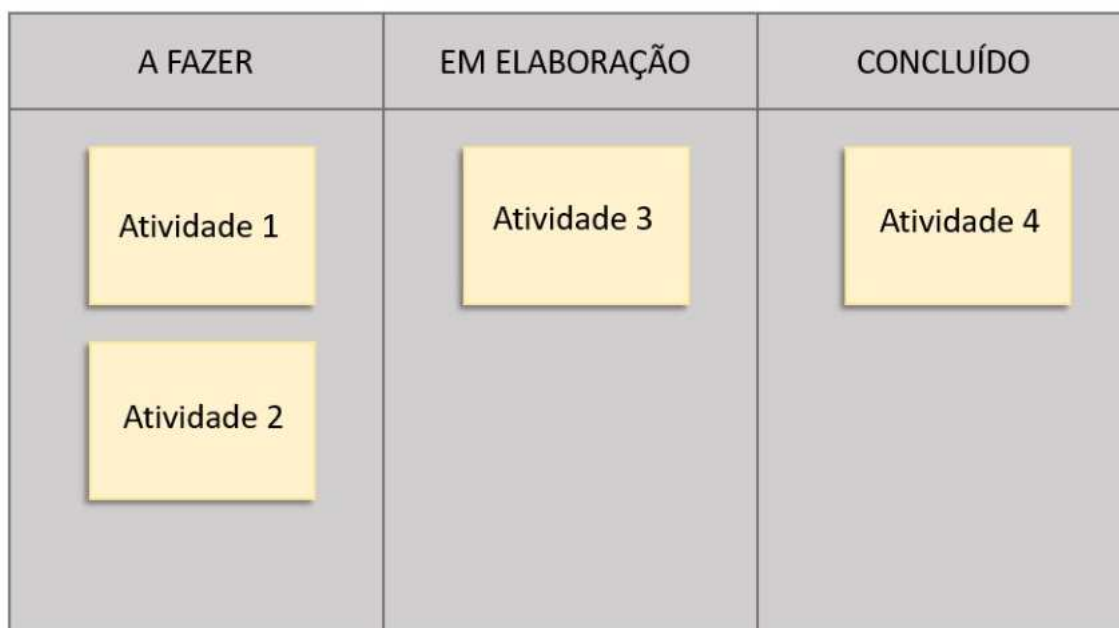 A FAZER
EM ELABORAÇÃO
CONCLUÍDO
Atividade 1
Atividade 3
Atividade 4
Atividade 2